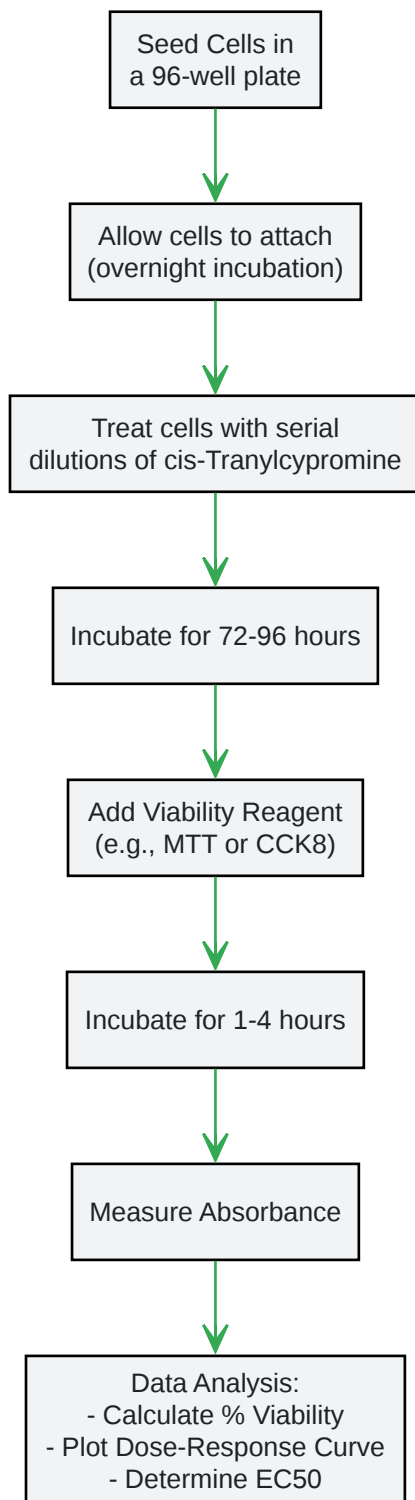 Seed Cells in
a 96-well plate
Allow cells to attach
(overnight incubation)
Treat cells with serial
dilutions of cis-Tranylcypromine
Incubate for 72-96 hours
Add Viability Reagent
(e.g., MTT or CCK8)
Incubate for 1-4 hours
Measure Absorbance
Data Analysis:
- Calculate % Viability
- Plot Dose-Response Curve
- Determine EC50